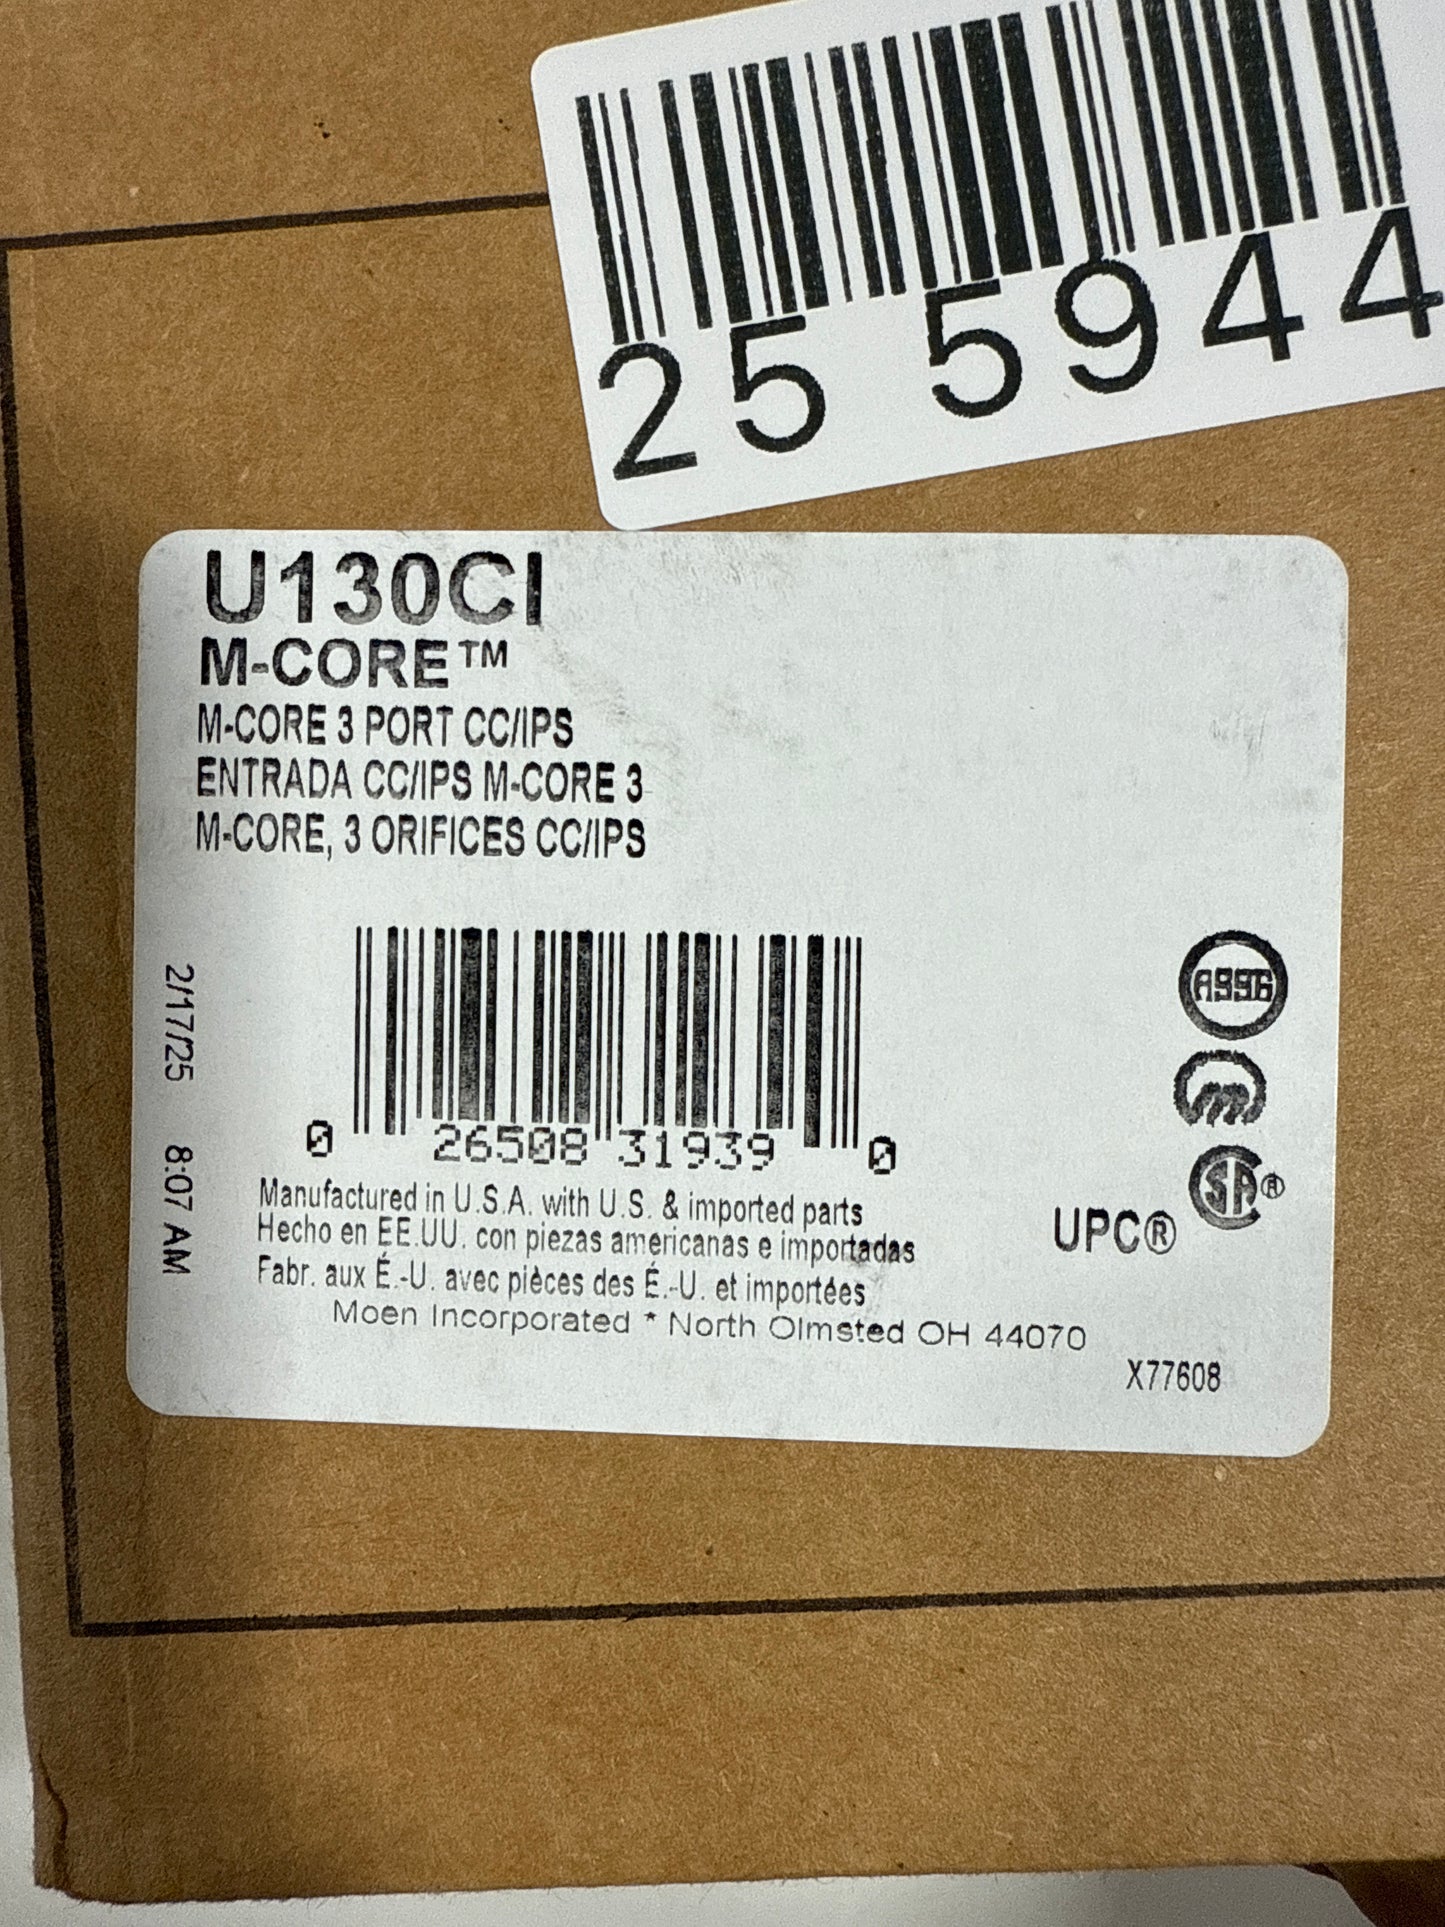 25 5944
U130CI
M-CORE™
M-CORE 3 PORT CC/IPS
ENTRADA CC/IPS M-CORE 3
M-CORE, 3 ORIFICES CC/IPS
2/17/25 8:07 AM
0 26508 31939 0
Manufactured in U.S.A. with U.S. & imported parts
Hecho en EE.UU. con piezas americanas e importadas
Fabr. aux É.-U. avec pièces des É.-U. et importées
Moen Incorporated * North Olmsted OH 44070
UPC®
SA®
X77608